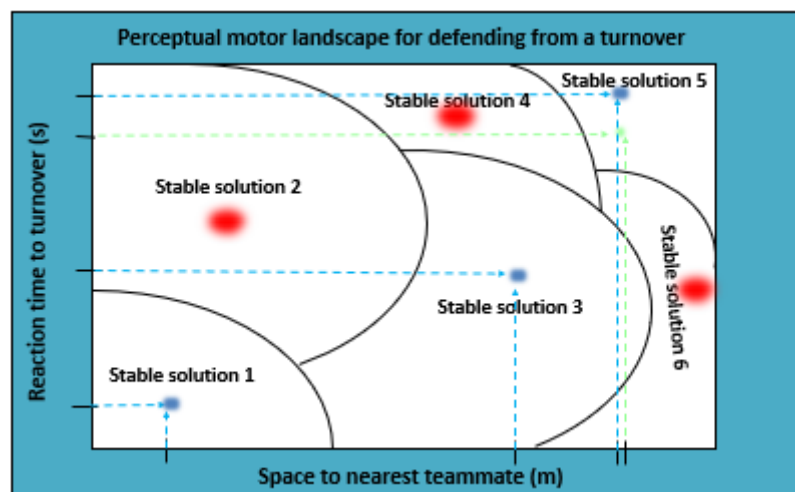 Perceptual motor landscape for defending from a turnover
Stable solution 5
Stable solution 4
Stable solution 2
Stable solution 3
Stable solution 6
Stable solution 1
Reaction time to turnover (s)
Space to nearest teammate (m)